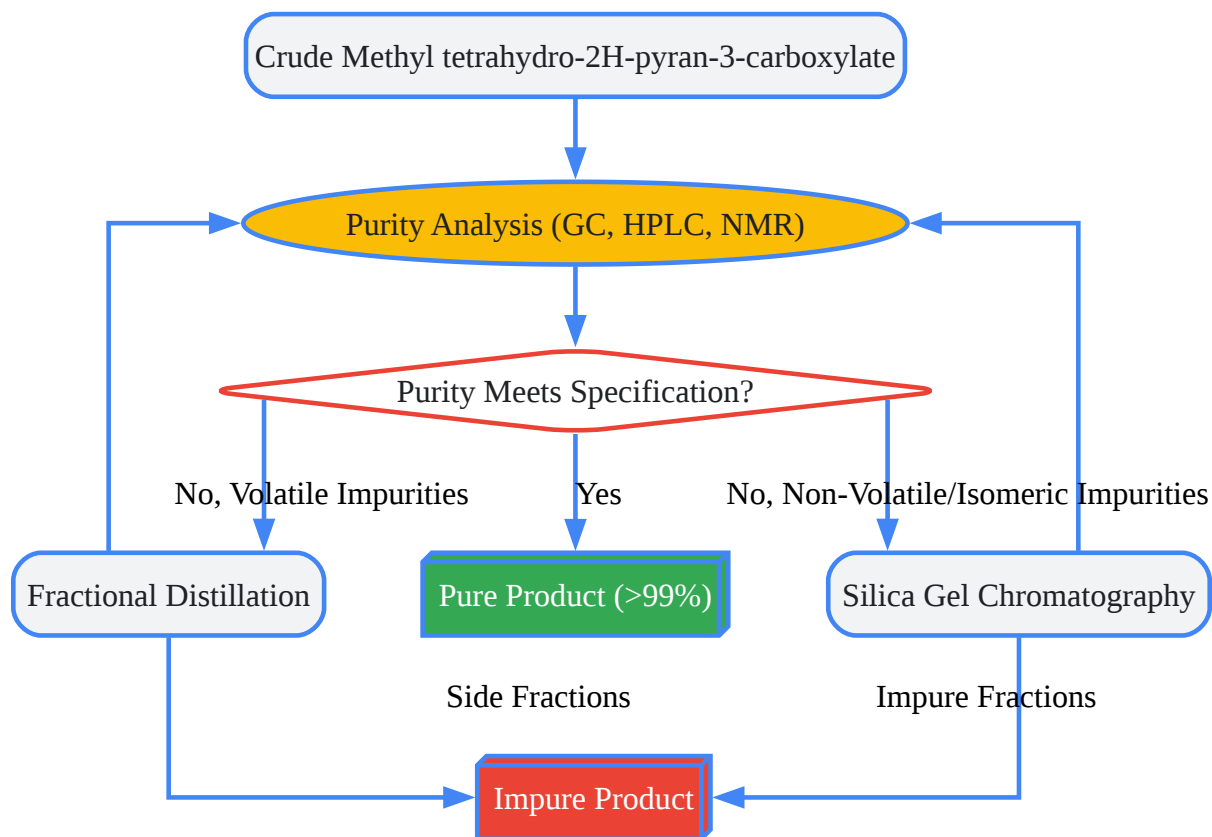 Crude Methyl tetrahydro-2H-pyran-3-carboxylate
Purity Analysis (GC, HPLC, NMR)
Purity Meets Specification?
No, Volatile Impurities
Yes
No, Non-Volatile/Isomeric Impurities
Fractional Distillation
Pure Product (>99%)
Silica Gel Chromatography
Side Fractions
Impure Fractions
Impure Product